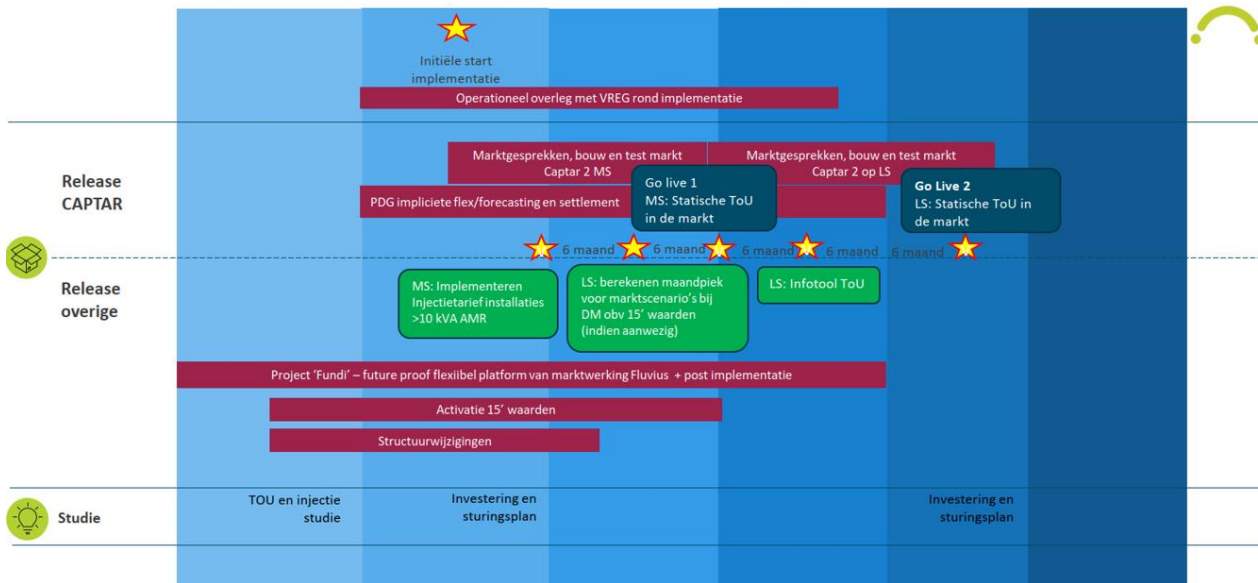 Initiële start
implementatie
Operationeel overleg met VREG rond implementatie
Release
CAPTAR
Marktgesprekken, bouw en test markt
Captar 2 MS
Marktgesprekken, bouw en test markt
Captar 2 op LS
PDG impliciete flex/forecasting en settlement
Go live 1
MS: Statische ToU
in de markt
Go Live 2
LS: Statische ToU in
de markt
6 maand
6 maand
6 maand
6 maand
6 maand
Release
overige
MS: Implementeren
Injectietarief installaties
>10 kVA AMR
LS: berekenen maandpiek
voor marktscenario's bij
DM obv 15' waarden
(indien aanwezig)
LS: Infotool ToU
Project 'Fundi' – future proof flexiibel platform van marktwerking Fluvius + post implementatie
Activatie 15' waarden
Structuurwijzigingen
Studie
TOU en injectie
studie
Investering en
sturingsplan
Investering en
sturingsplan